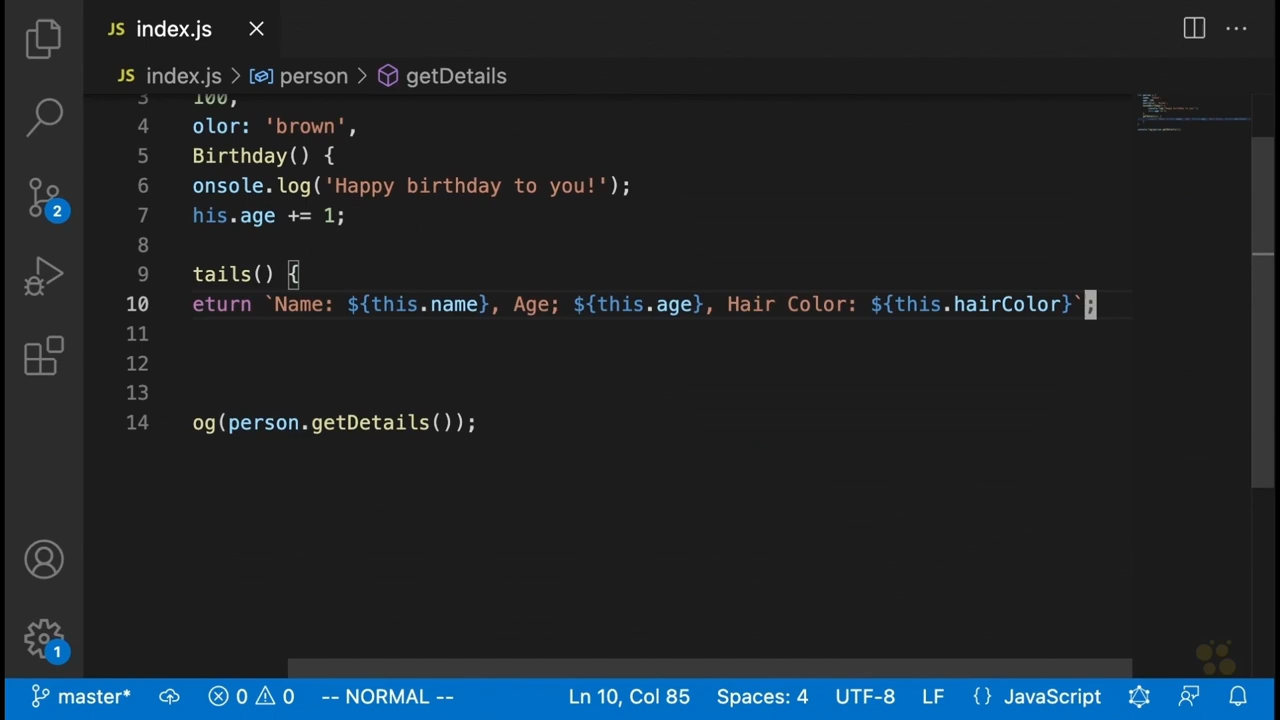 JS index.js
JS index.js > person > getDetails
3 100,
4 olor: 'brown',
5 Birthday() {
6 onsole.log('Happy birthday to you!');
7 his.age += 1;
8
9 tails() {
10 eturn `Name: ${this.name}, Age; ${this.age}, Hair Color: ${this.hairColor}`;
11
12
13
14 og(person.getDetails());
2
1
master* 0 0 -- NORMAL -- Ln 10, Col 85 Spaces: 4 UTF-8 LF {} JavaScript